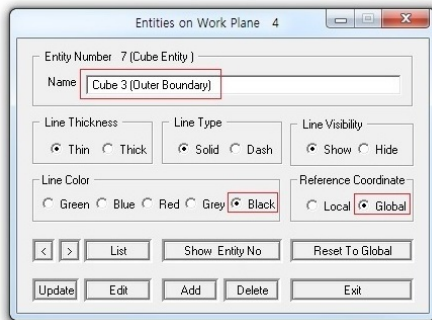 Entities on Work Plane 4
Entity Number 7 (Cube Entity )
Name Cube 3 (Outer Boundary)
Line Thickness Line Type Line Visibility
Thin Thick Solid Dash Show Hide
Line Color Reference Coordinate
Green Blue Red Grey Black Local Global
< > List Show Entity No Reset To Global
Update Edit Add Delete Exit